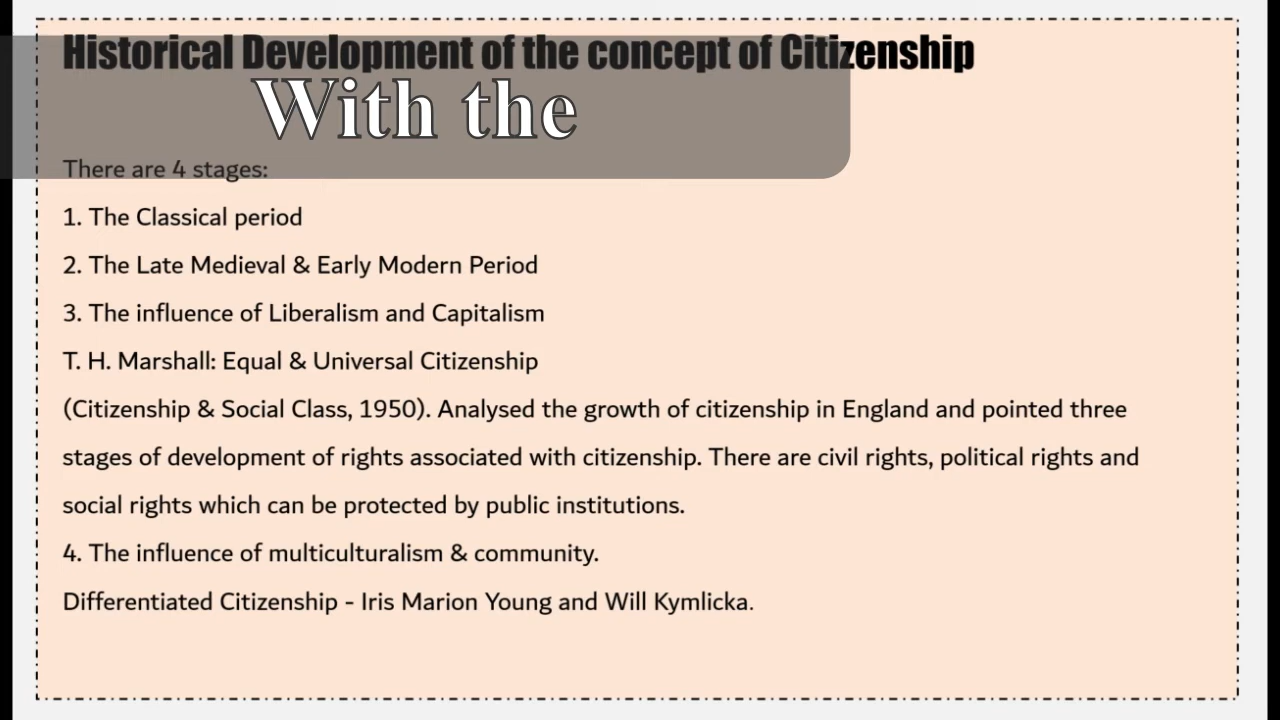 Historical Development of the concept of Citizenship
With the
There are 4 stages:
1. The Classical period
2. The Late Medieval & Early Modern Period
3. The influence of Liberalism and Capitalism
T. H. Marshall: Equal & Universal Citizenship
(Citizenship & Social Class, 1950). Analysed the growth of citizenship in England and pointed three
stages of development of rights associated with citizenship. There are civil rights, political rights and
social rights which can be protected by public institutions.
4. The influence of multiculturalism & community.
Differentiated Citizenship - Iris Marion Young and Will Kymlicka.